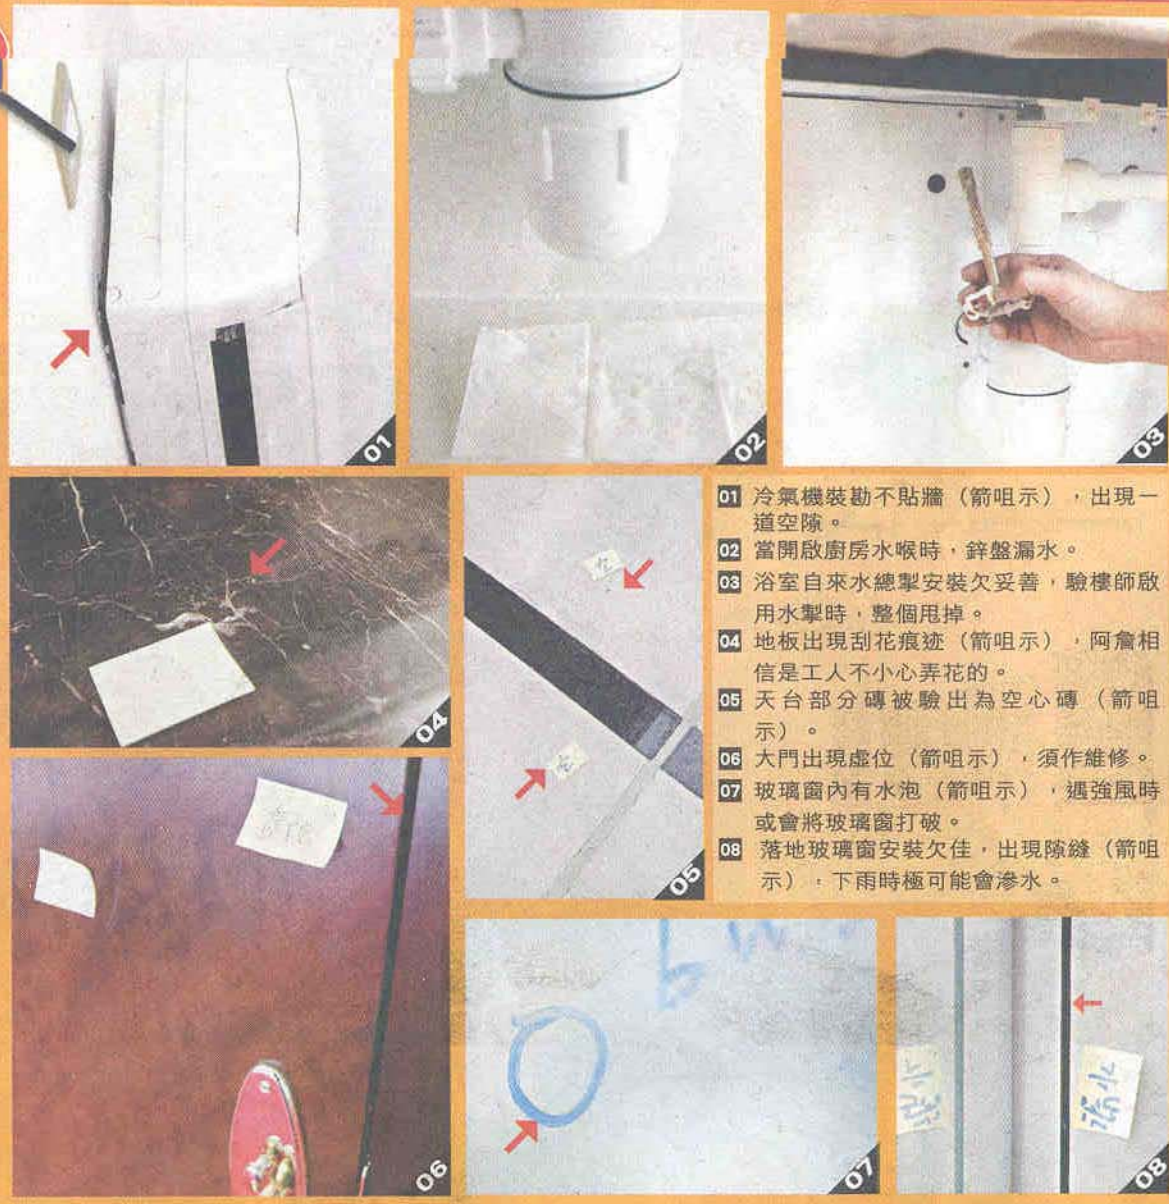 01
02
03
04
05
01 冷氣機裝勘不貼牆（箭咀示），出現一
道空隙。
02 當開啟廚房水喉時，鋅盤漏水。
03 浴室自來水總掣安裝欠妥善，驗樓師啟
用水掣時，整個甩掉。
04 地板出現刮花痕迹（箭咀示），阿詹相
信是工人不小心弄花的。
05 天台部分磚被驗出為空心磚（箭咀
示）。
06 大門出現虛位（箭咀示），須作維修。
07 玻璃窗內有水泡（箭咀示），遇強風時
或會將玻璃窗打破。
08 落地玻璃窗安裝欠佳，出現隙縫（箭咀
示），下雨時極可能會滲水。
空
空
06
07
滲水
08